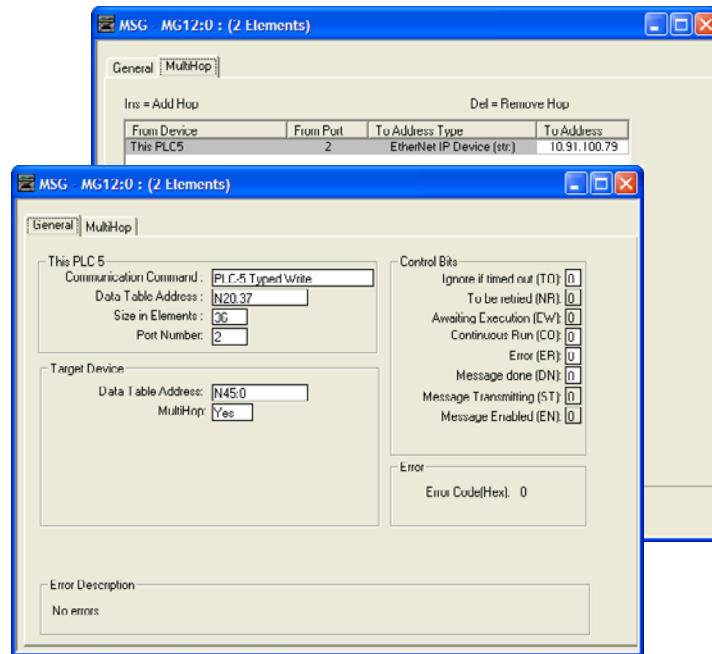 MSG - MG12:0 : (2 Elements)
General MultiHop
Ins = Add Hop Del = Remove Hop
From Device From Port To Address Type To Address
This PLC5 2 EtherNet IP Device (str.) 10.91.100.79
MSG - MG12:0 : (2 Elements)
General MultiHop
This PLC 5
Communication Command : PLC-5 Typed Write
Data Table Address : N20:37
Size in Elements : 36
Port Number: 2
Target Device
Data Table Address: N45:0
MultiHop: Yes
Control Bits
Ignore if timed out (TO): 0
To be retried (NR): 0
Awaiting Execution (EW): 0
Continuous Run (CO): 0
Error (ER): 0
Message done (DN): 0
Message Transmitting (ST): 0
Message Enabled (EN): 0
Error
Error Code(Hex): 0
Error Description
No errors